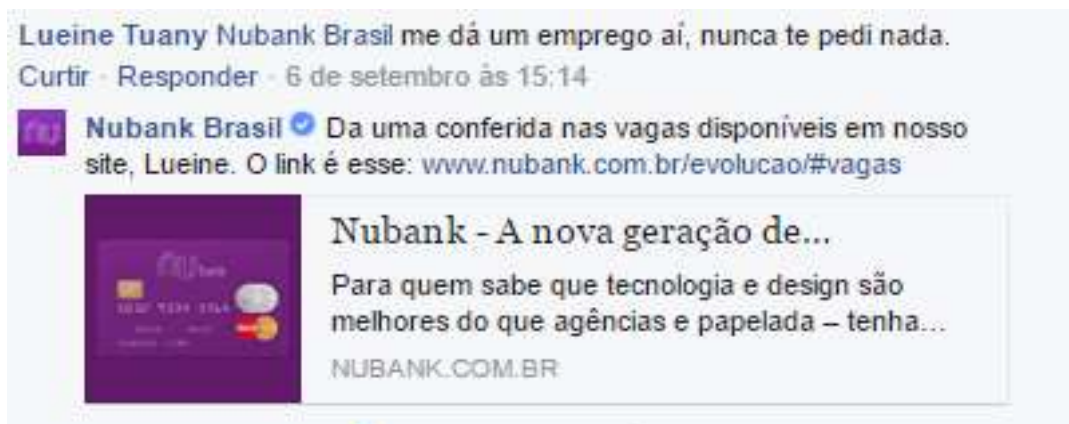 Lueine Tuany Nubank Brasil me dá um emprego aí, nunca te pedi nada.
Curtir · Responder · 6 de setembro às 15:14
Nubank Brasil Da uma conferida nas vagas disponíveis em nosso
site, Lueine. O link é esse: www.nubank.com.br/evolucao/#vagas
nu bank
Nubank - A nova geração de...
Para quem sabe que tecnologia e design são
melhores do que agências e papelada – tenha...
NUBANK.COM.BR